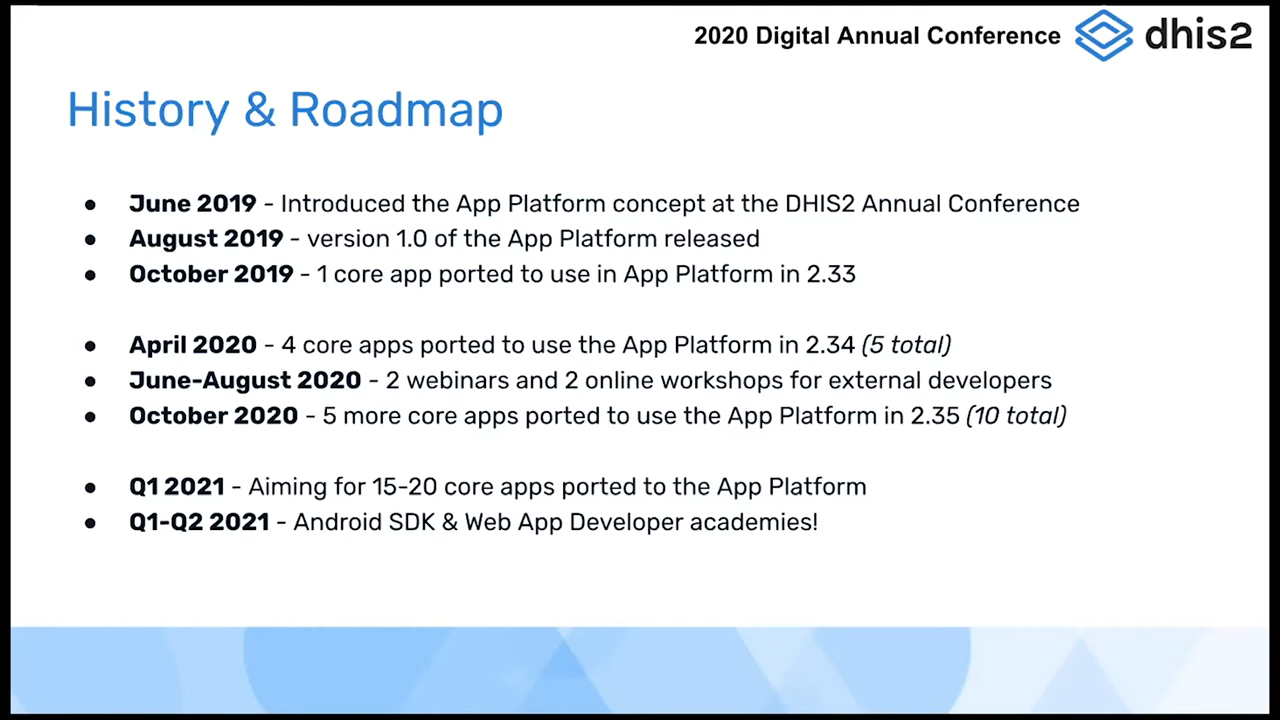 2020 Digital Annual Conference dhis2
History & Roadmap
● June 2019 - Introduced the App Platform concept at the DHIS2 Annual Conference
● August 2019 - version 1.0 of the App Platform released
● October 2019 - 1 core app ported to use in App Platform in 2.33
● April 2020 - 4 core apps ported to use the App Platform in 2.34 (5 total)
● June-August 2020 - 2 webinars and 2 online workshops for external developers
● October 2020 - 5 more core apps ported to use the App Platform in 2.35 (10 total)
● Q1 2021 - Aiming for 15-20 core apps ported to the App Platform
● Q1-Q2 2021 - Android SDK & Web App Developer academies!